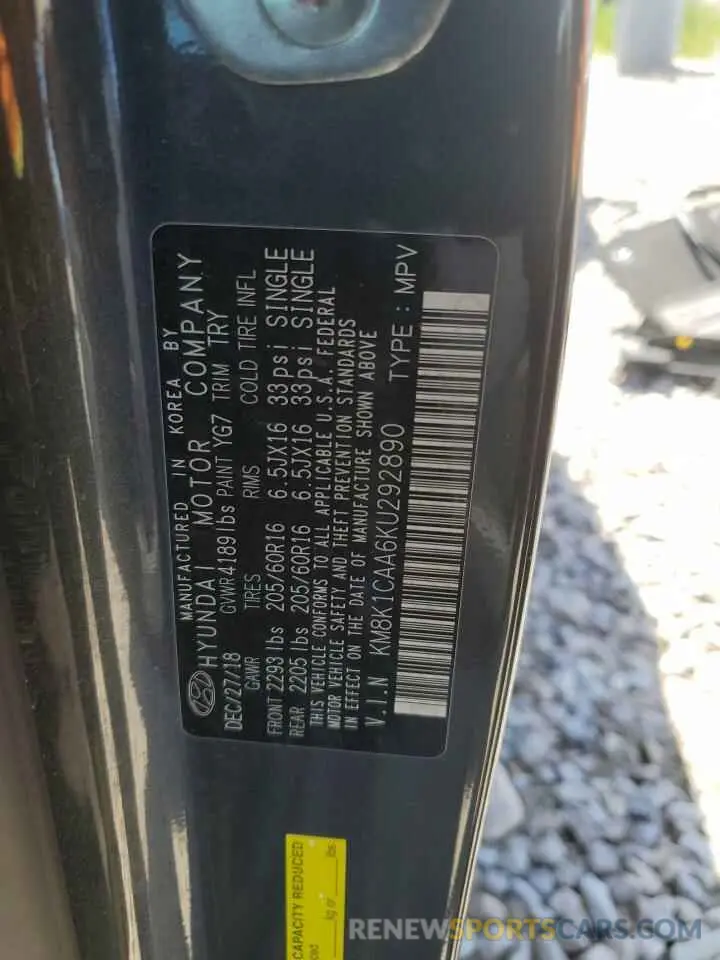 MANUFACTURED IN KOREA BY
HYUNDAI MOTOR COMPANY
DEC/27/18 GVWR 4189 lbs PAINT YG7 TRIM TRY
GAWR TIRES RIMS COLD TIRE INFL
FRONT 2293 lbs 205/60R16 6.5JX16 33psi SINGLE
REAR 2205 lbs 205/60R16 6.5JX16 33psi SINGLE
THIS VEHICLE CONFORMS TO ALL APPLICABLE U.S.A. FEDERAL
MOTOR VEHICLE SAFETY AND THEFT PREVENTION STANDARDS
IN EFFECT ON THE DATE OF MANUFACTURE SHOWN ABOVE
V.I.N KM8K1CAA6KU292890 TYPE : MPV
CAPACITY REDUCED
kg or lbs
RENEWSPORTSCARS.COM